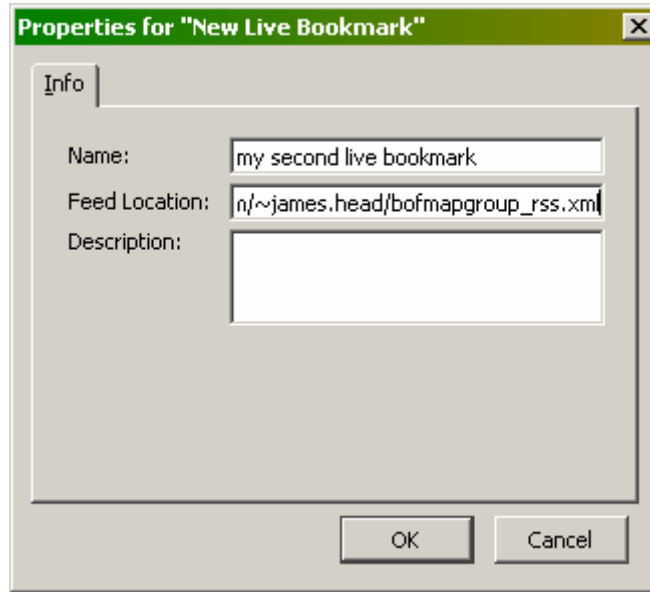 Properties for "New Live Bookmark"
Info
Name: my second live bookmark
Feed Location: n/~james.head/bofmapgroup_rss.xml
Description:
OK Cancel